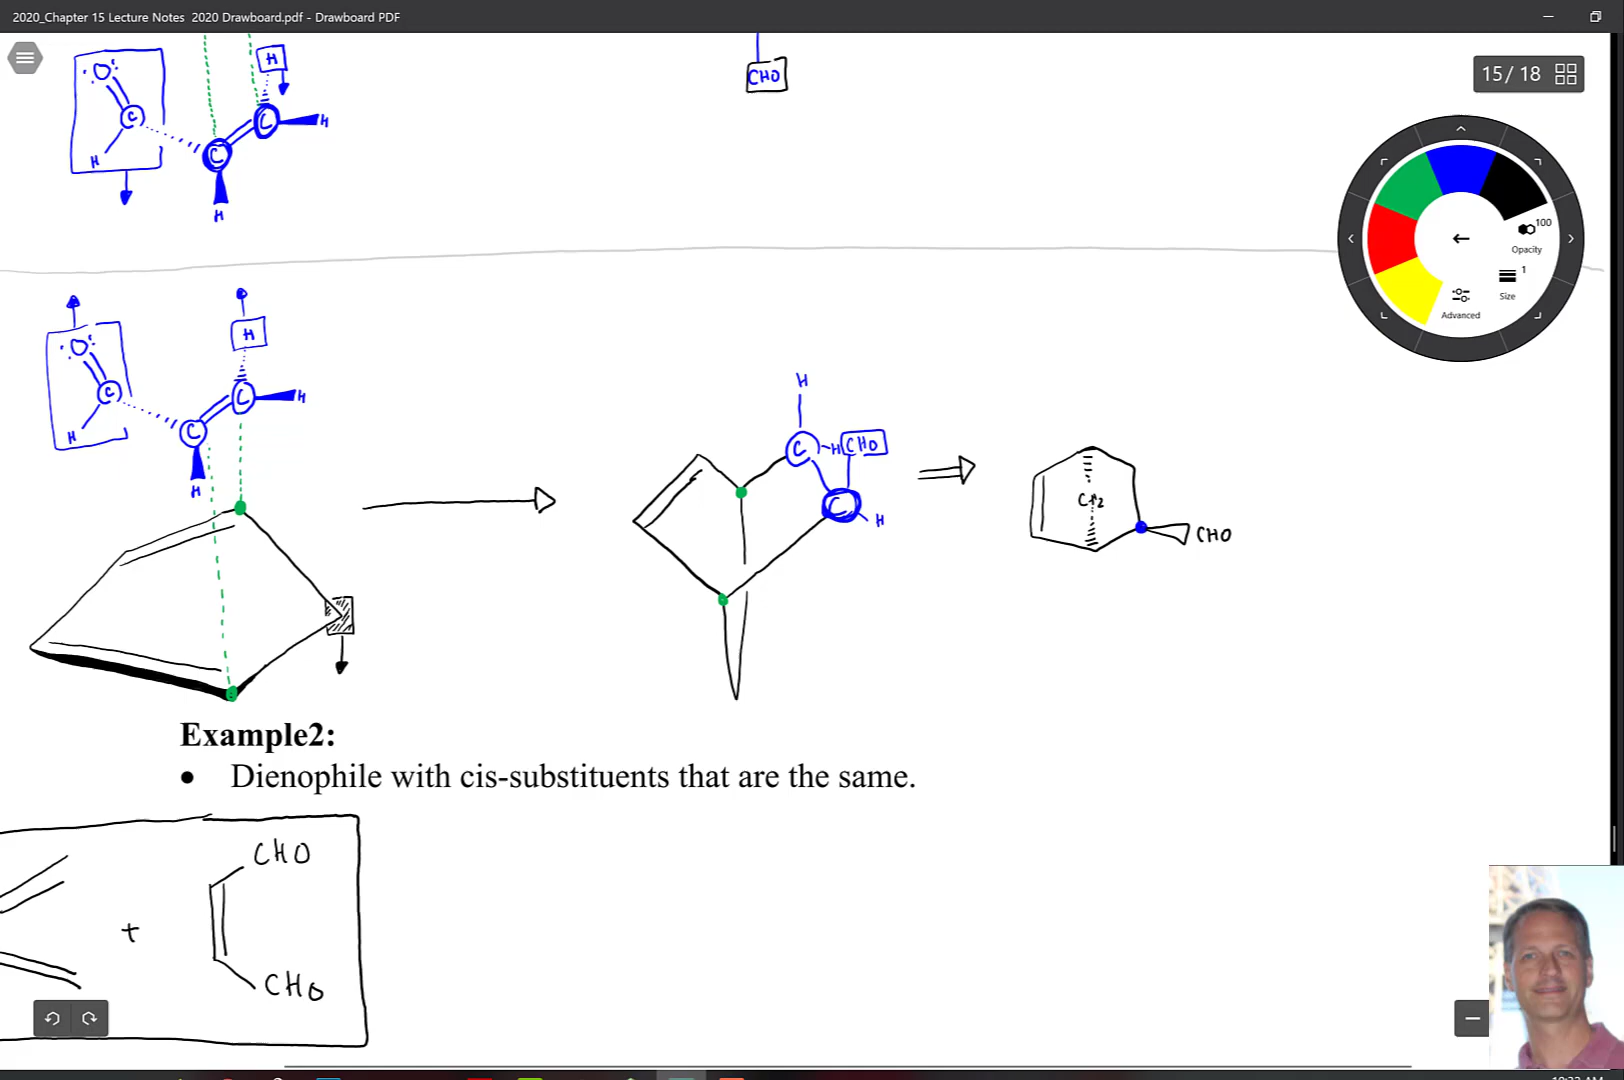 2020_Chapter 15 Lecture Notes 2020 Drawboard.pdf - Drawboard PDF
15 / 18
H
CHO
:O:
C
C
H
H
C
H
100
Opacity
1
Size
Advanced
H
:O:
C
C
H
H
C
H
H
C
H
CHO
C
H
CH2
CHO
Example2:
• Dienophile with cis-substituents that are the same.
CHO
+
CHO